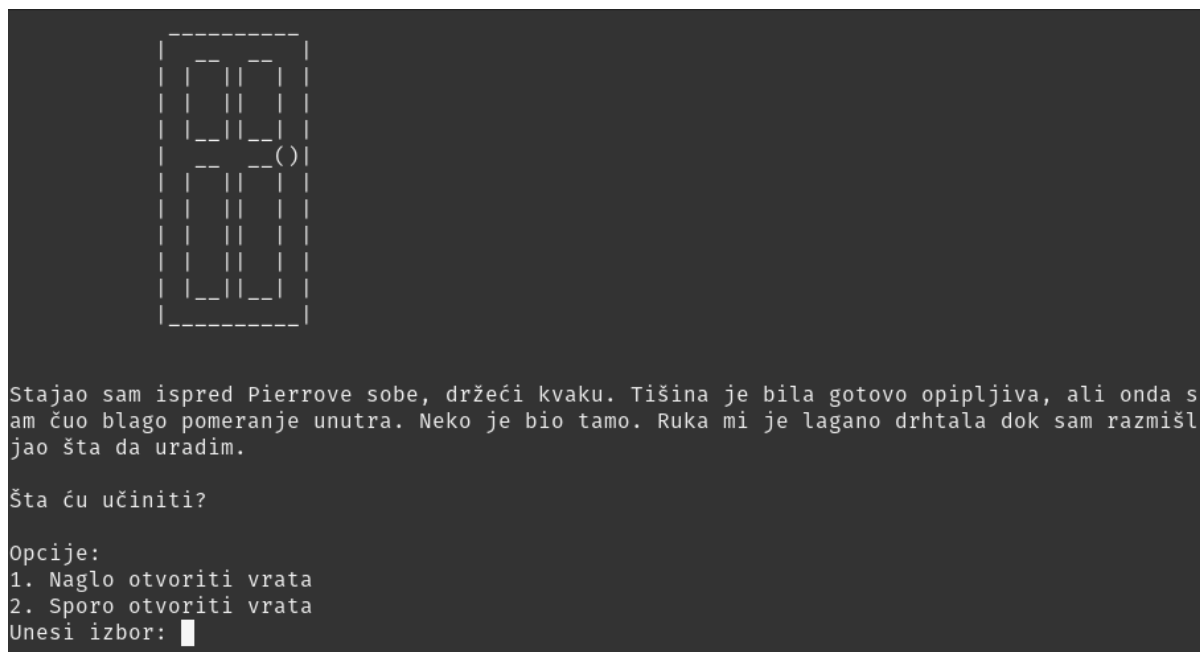 Stajao sam ispred Pierrove sobe, držeći kvaku. Tišina je bila gotovo opipljiva, ali onda s
am čuo blago pomeranje unutra. Neko je bio tamo. Ruka mi je lagano drhtala dok sam razmišl
jao šta da uradim.
Šta ću učiniti?
Opcije:
1. Naglo otvoriti vrata
2. Sporo otvoriti vrata
Unesi izbor: